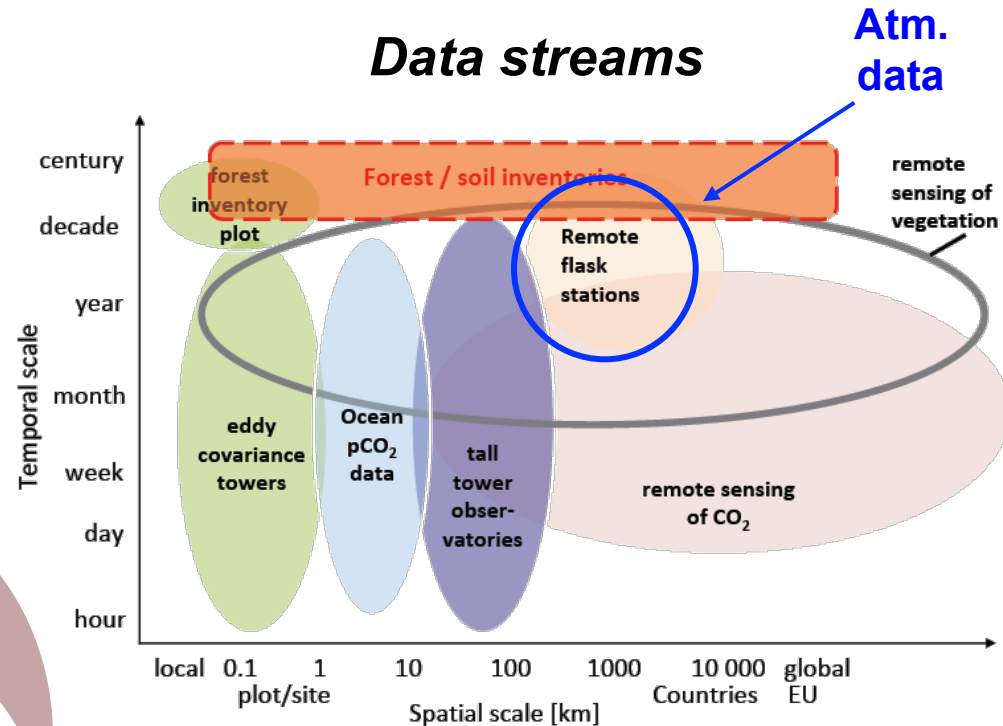 Data streams
Atm.
data
century
decade
year
month
week
day
hour
Temporal scale
forest
inventory
plot
Forest / soil inventories
remote
sensing of
vegetation
Remote
flask
stations
eddy
covariance
towers
Ocean
pCO₂
data
tall
tower
obser-
vatories
remote sensing
of CO₂
local 0.1 1 10 100 1000 10 000 global
plot/site Countries EU
Spatial scale [km]